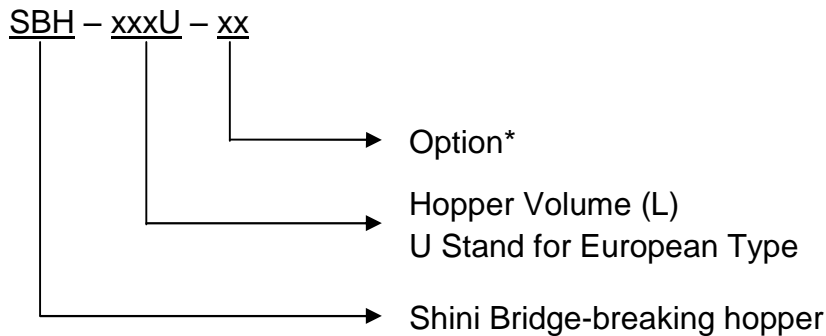 SBH – xxxU – xx
Option*
Hopper Volume (L)
U Stand for European Type
Shini Bridge-breaking hopper